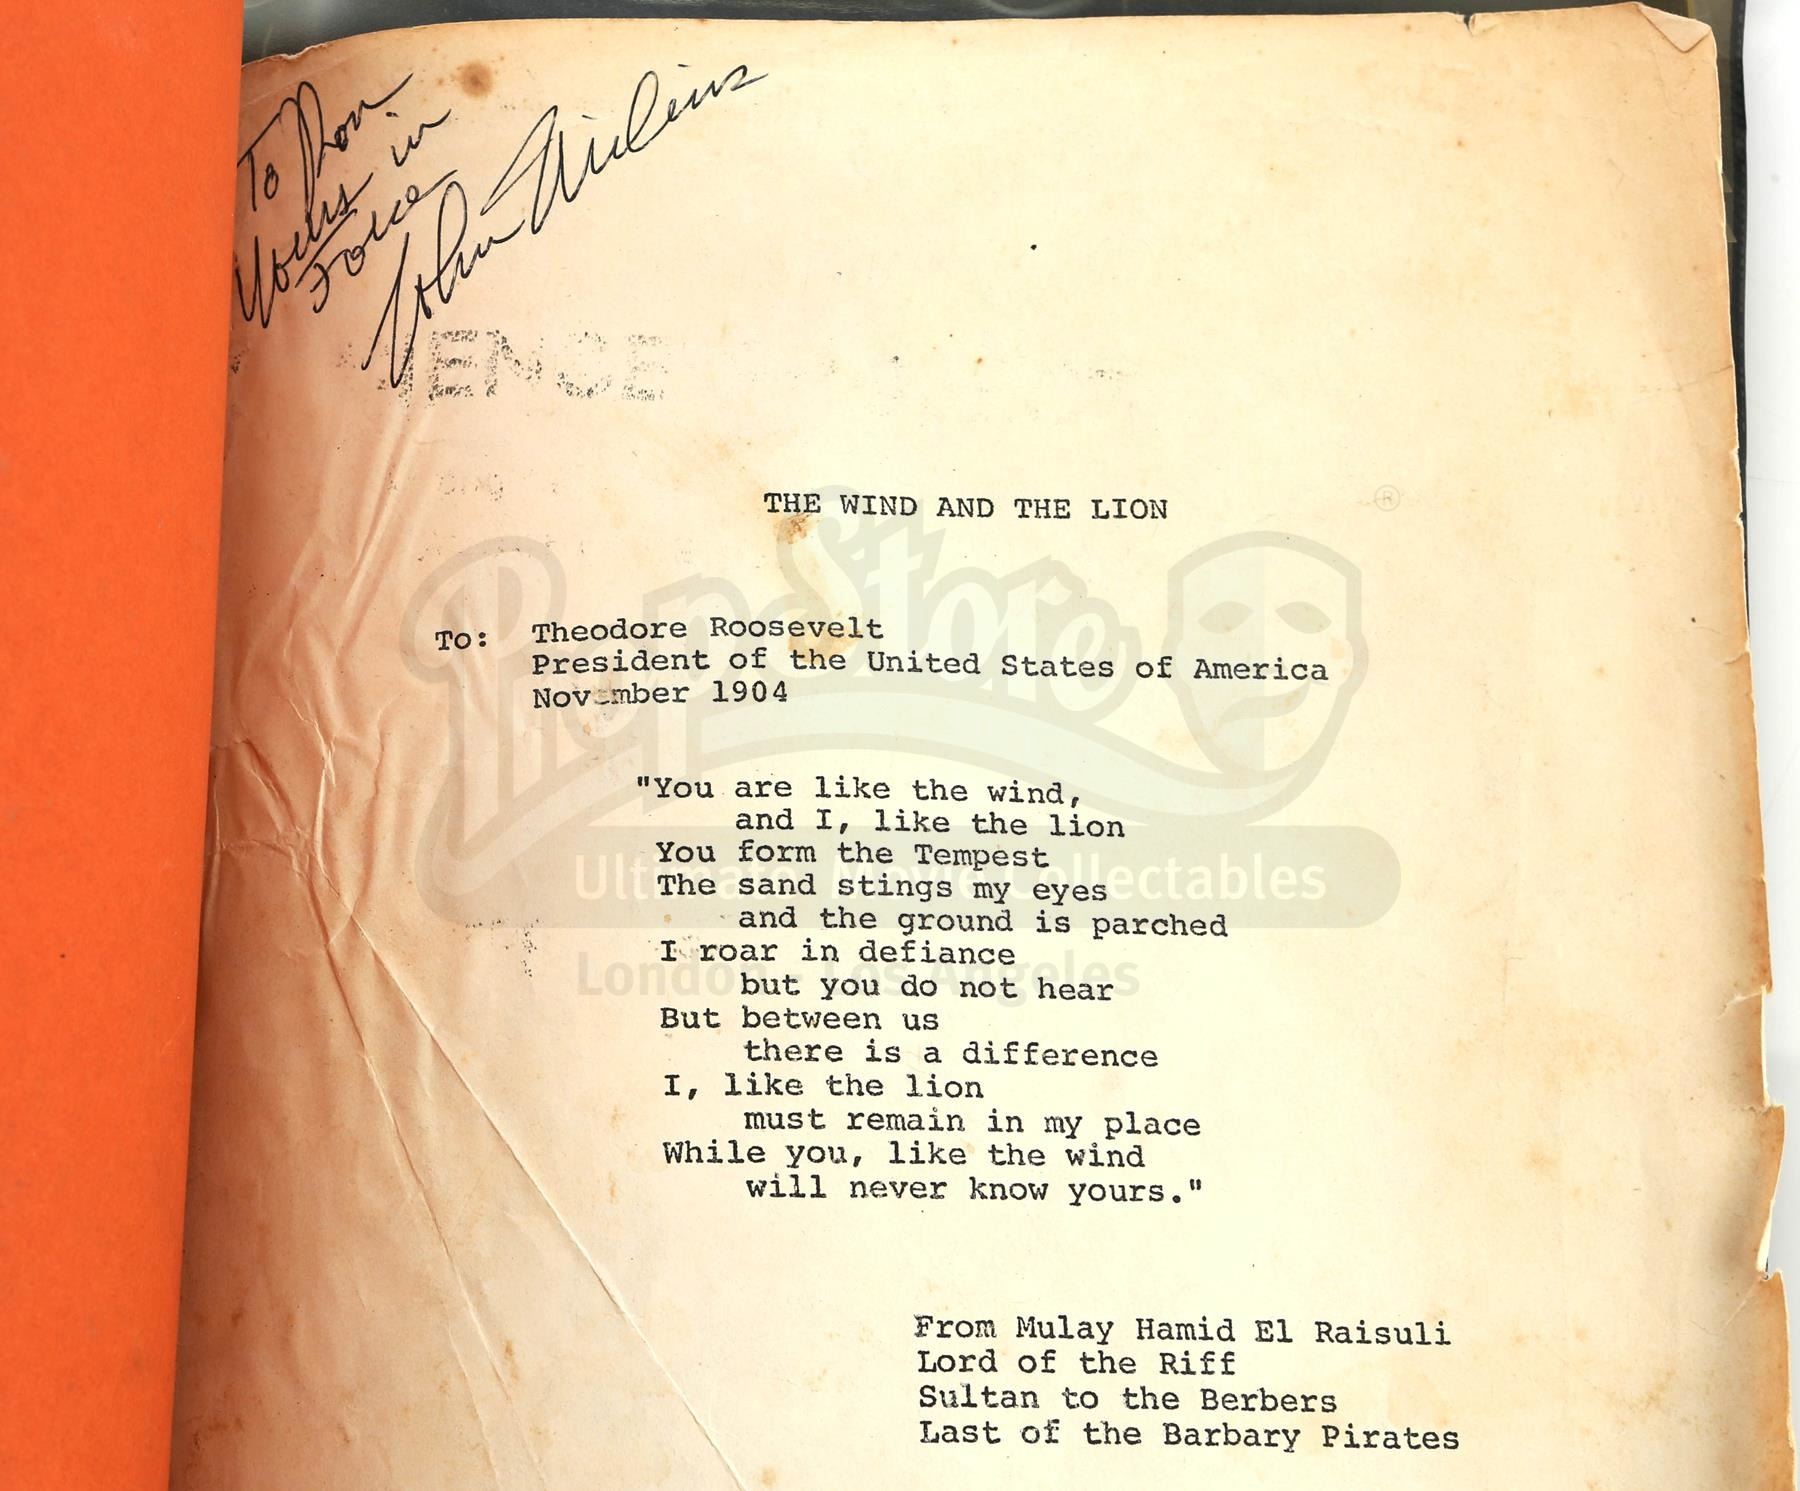 To Ron
Yours in
Force
John Milius
IENCE
THE WIND AND THE LION
®
PropStore
To: Theodore Roosevelt
President of the United States of America
November 1904
"You are like the wind,
and I, like the lion
You form the Tempest
The sand stings my eyes
and the ground is parched
I roar in defiance
but you do not hear
But between us
there is a difference
I, like the lion
must remain in my place
While you, like the wind
will never know yours."
Ultimate Movie Collectables
London - Los Angeles
From Mulay Hamid El Raisuli
Lord of the Riff
Sultan to the Berbers
Last of the Barbary Pirates